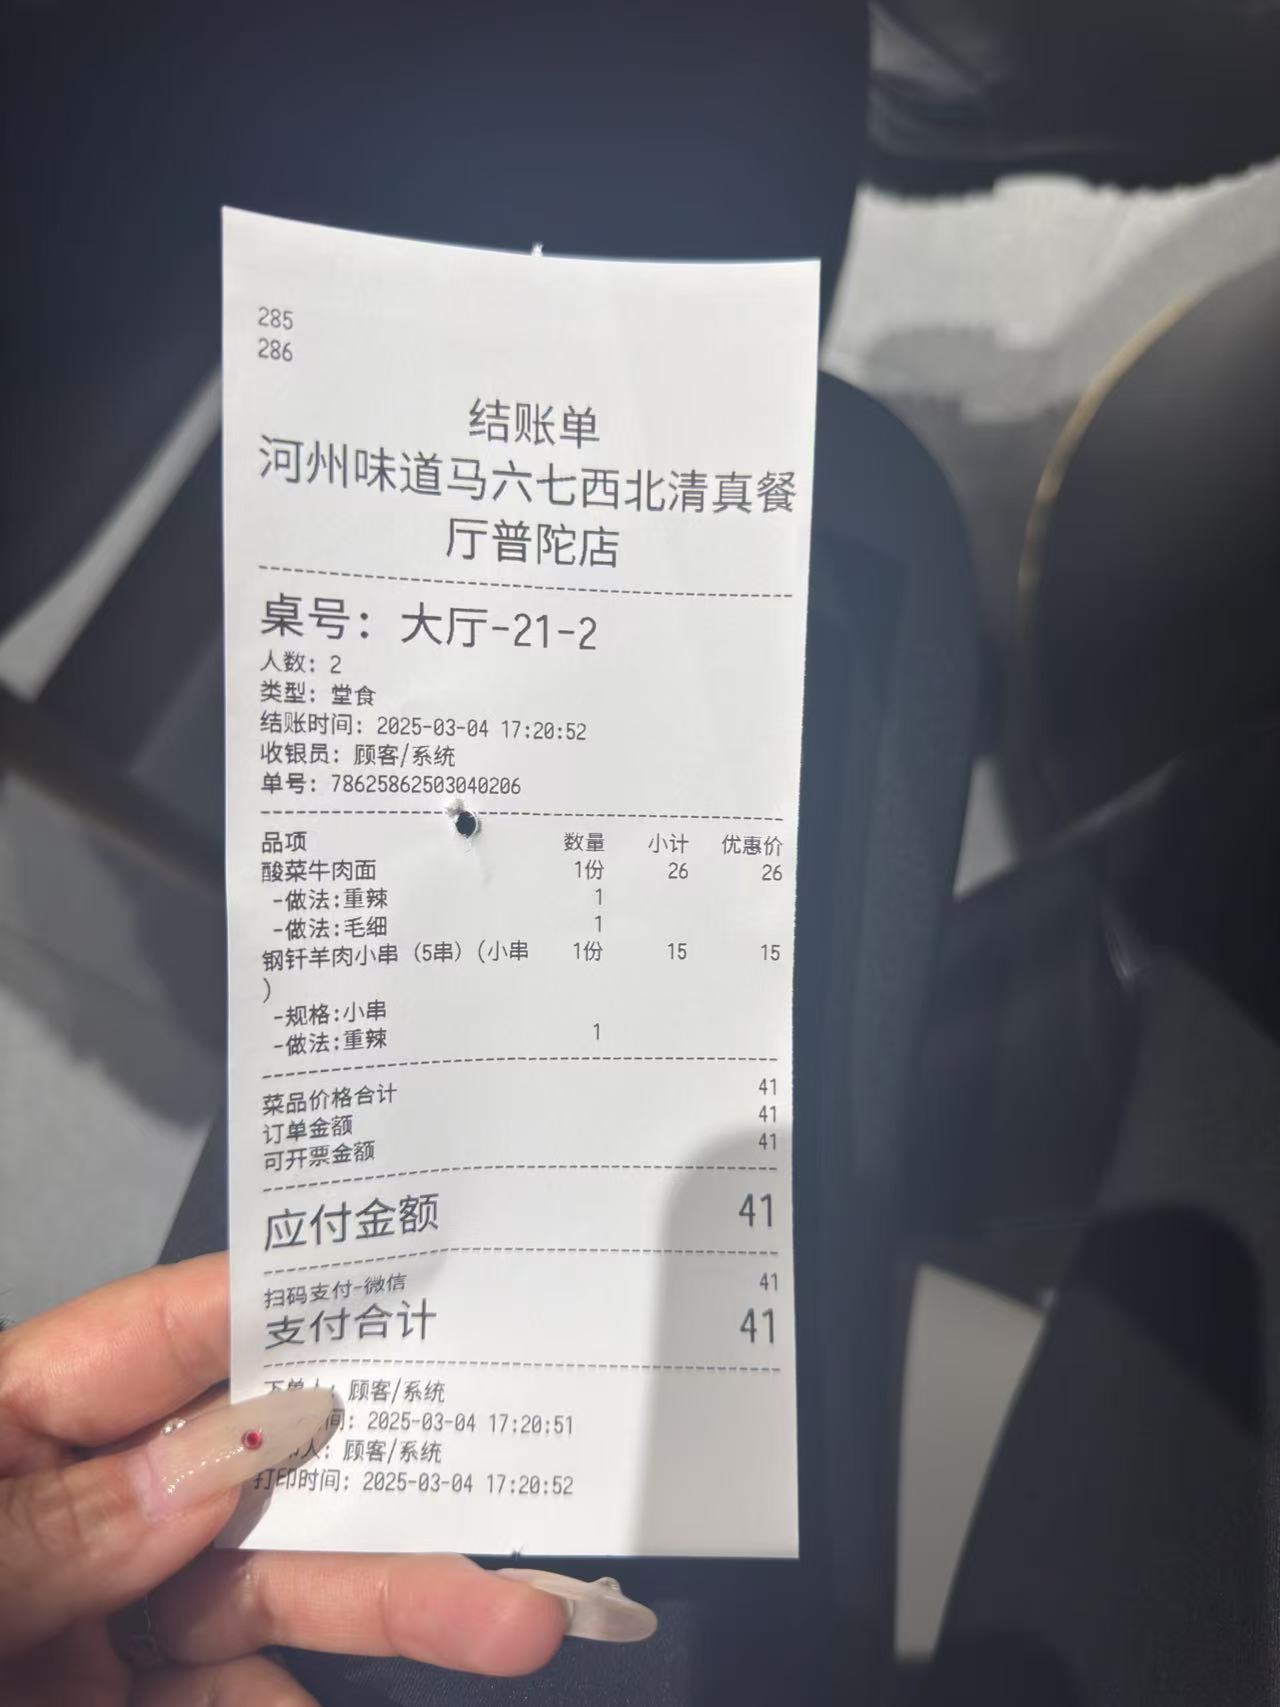 285
286
结账单
河州味道马六七西北清真餐
厅普陀店
桌号：大厅-21-2
人数：2
类型：堂食
结账时间：2025-03-04 17:20:52
收银员：顾客/系统
单号：78625862503040206
品项 数量 小计 优惠价
酸菜牛肉面 1份 26 26
-做法:重辣 1
-做法:毛细 1
钢钎羊肉小串（5串）（小串 1份 15 15
）
-规格:小串
-做法:重辣 1
菜品价格合计 41
订单金额 41
可开票金额 41
应付金额 41
扫码支付-微信 41
支付合计 41
下单人：顾客/系统
间：2025-03-04 17:20:51
人：顾客/系统
打印时间：2025-03-04 17:20:52